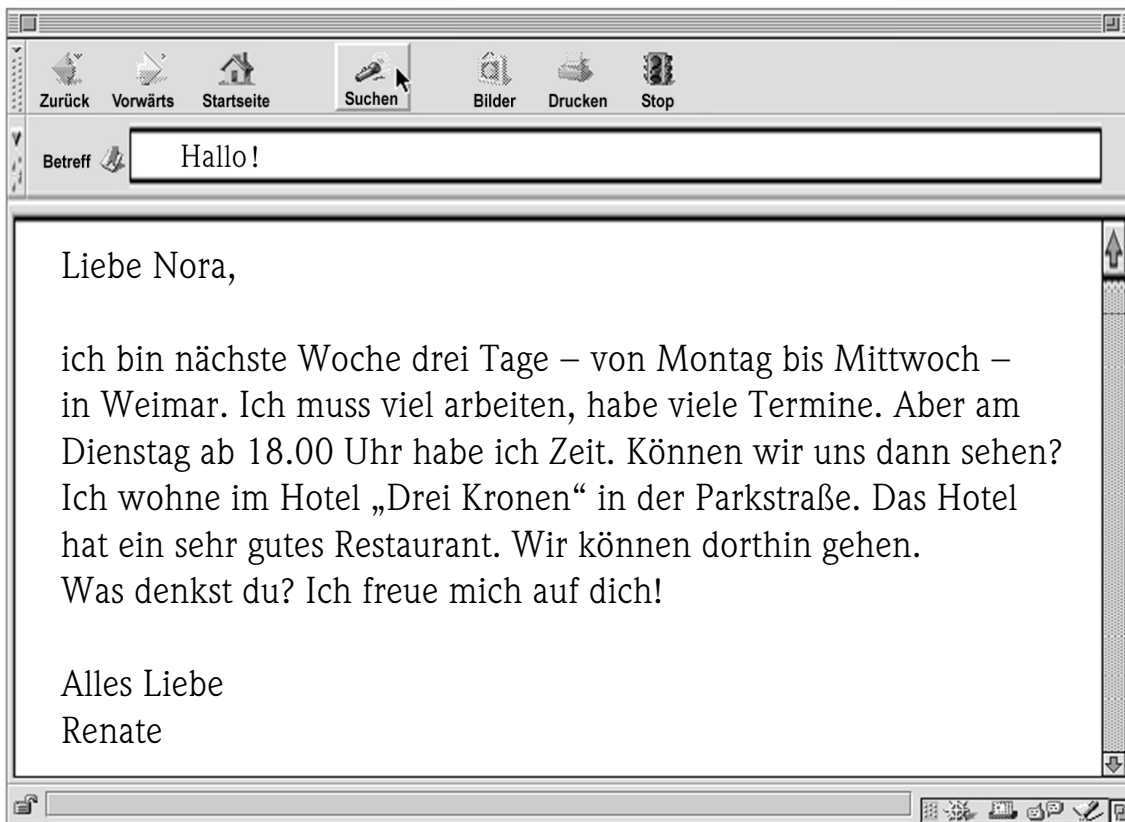 Zurück Vorwärts Startseite Suchen Bilder Drucken Stop
Betreff Hallo!
Liebe Nora,
ich bin nächste Woche drei Tage – von Montag bis Mittwoch –
in Weimar. Ich muss viel arbeiten, habe viele Termine. Aber am
Dienstag ab 18.00 Uhr habe ich Zeit. Können wir uns dann sehen?
Ich wohne im Hotel „Drei Kronen“ in der Parkstraße. Das Hotel
hat ein sehr gutes Restaurant. Wir können dorthin gehen.
Was denkst du? Ich freue mich auf dich!
Alles Liebe
Renate